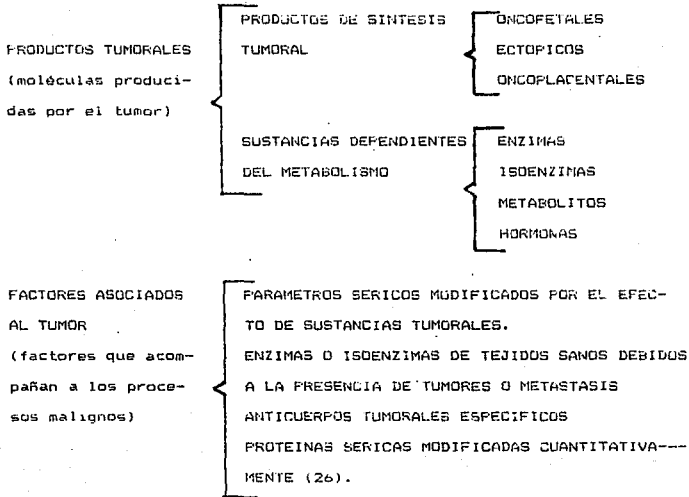 PRODUCTOS TUMORALES
(moléculas produci-
das por el tumor)
PRODUCTOS DE SINTESIS
TUMORAL
ONCOFETALES
ECTOPICOS
ONCOPLACENTALES
SUSTANCIAS DEPENDIENTES
DEL METABOLISMO
ENZIMAS
ISOENZIMAS
METABOLITOS
HORMONAS
FACTORES ASOCIADOS
AL TUMOR
(factores que acom-
pañan a los proce-
sos malignos)
PARAMETROS SERICOS MODIFICADOS POR EL EFEC-
TO DE SUSTANCIAS TUMORALES.
ENZIMAS O ISOENZIMAS DE TEJIDOS SANOS DEBIDOS
A LA PRESENCIA DE TUMORES O METASTASIS
ANTICUERPOS TUMORALES ESPECIFICOS
PROTEINAS SERICAS MODIFICADAS CUANTITATIVA---
MENTE (26).